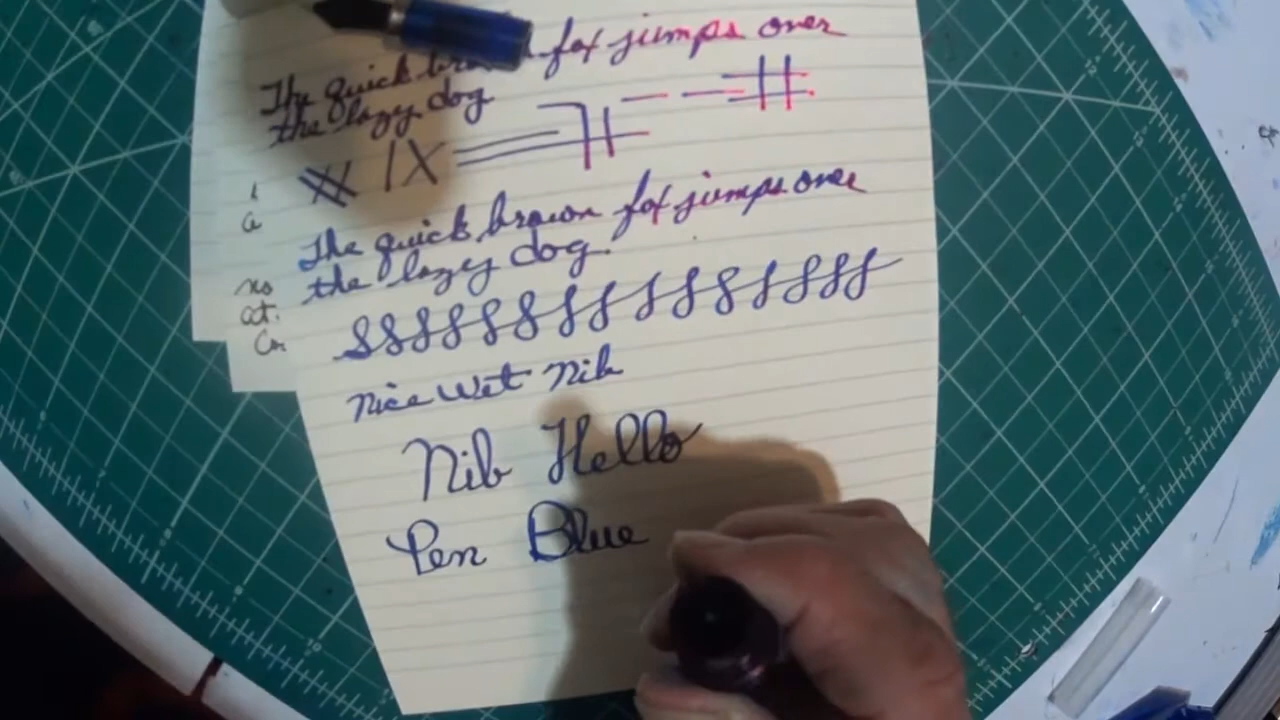 The quick brown fox jumps over
the lazy dog
The quick brown fox jumps over
the lazy dog.
Nice Wet Nib
Nib Hello
Pen Blue